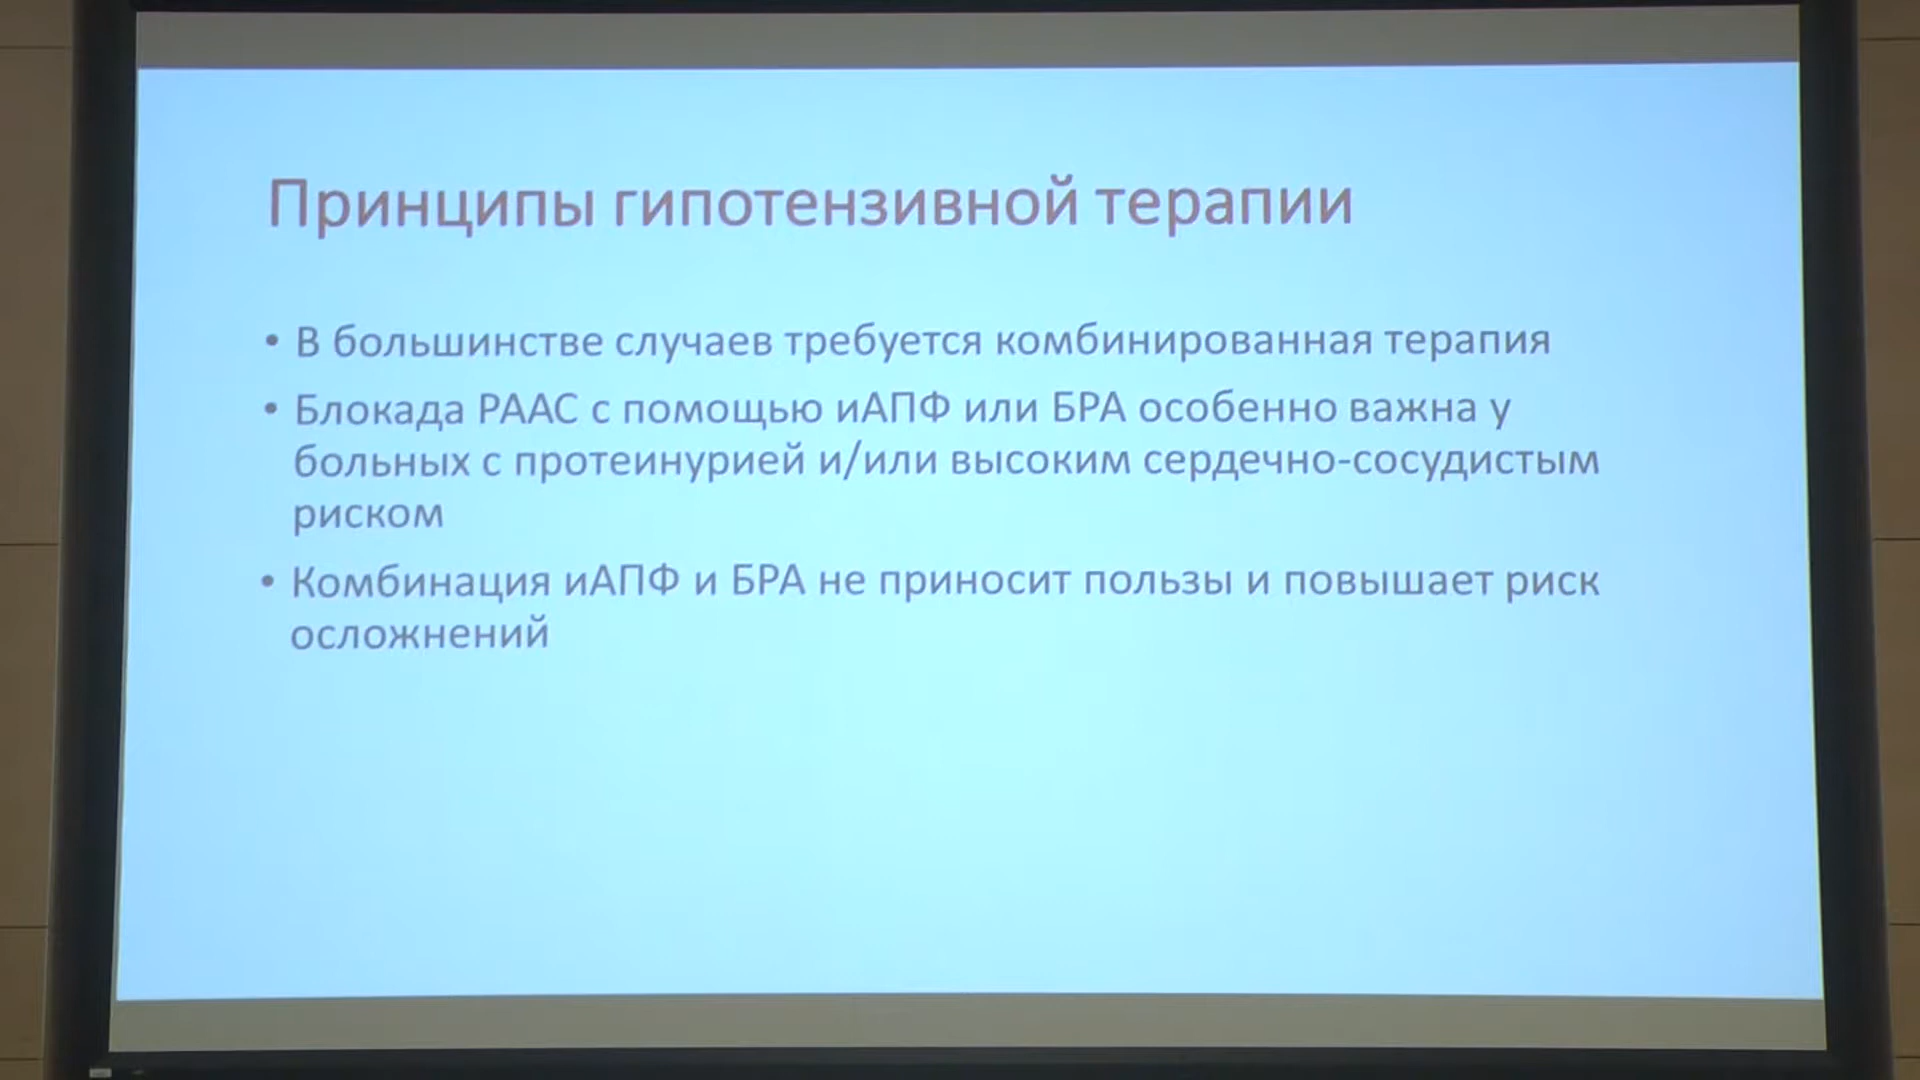 Принципы гипотензивной терапии
• В большинстве случаев требуется комбинированная терапия
• Блокада РААС с помощью иАПФ или БРА особенно важна у
больных с протеинурией и/или высоким сердечно-сосудистым
риском
• Комбинация иАПФ и БРА не приносит пользы и повышает риск
осложнений